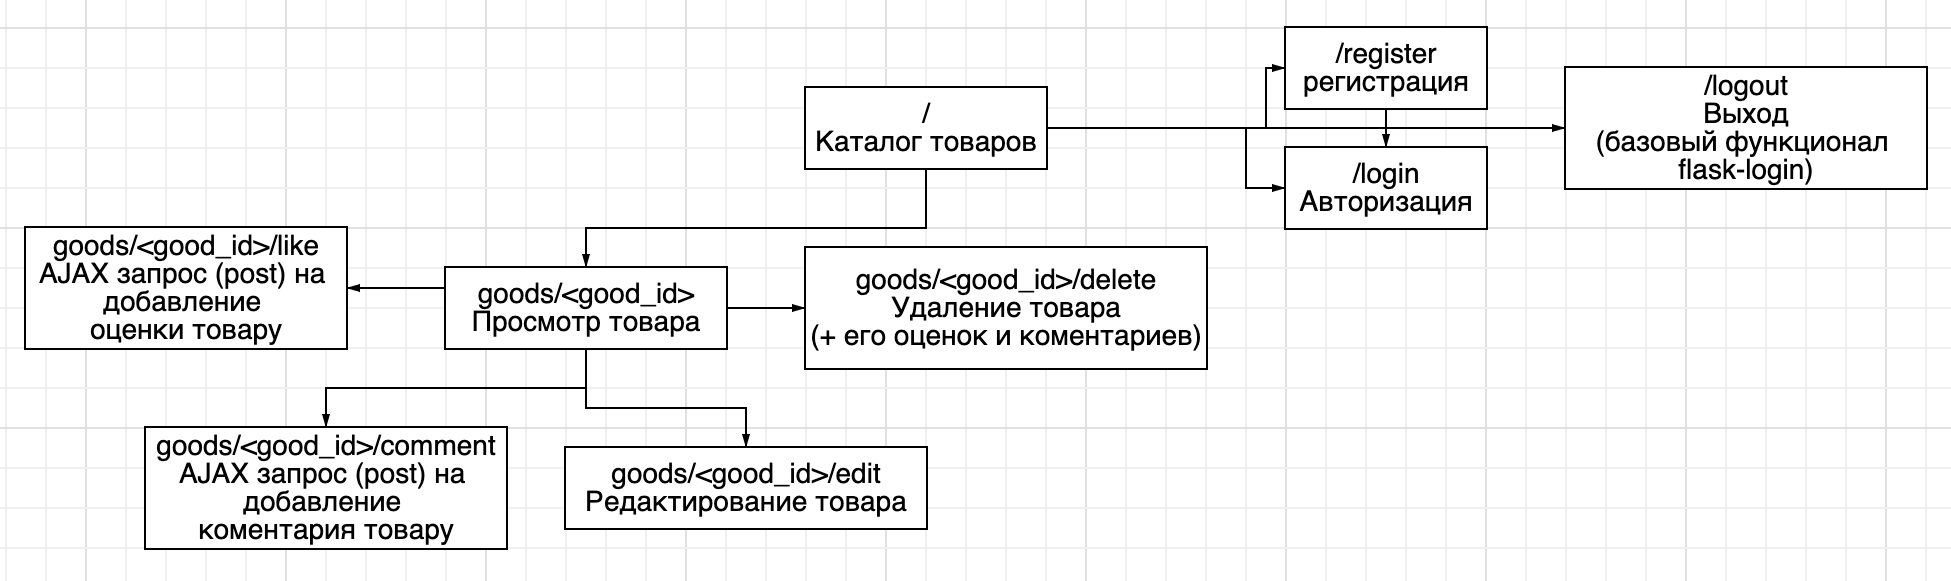 /register
регистрация
/
Каталог товаров
/logout
Выход
(базовый функционал
flask-login)
/login
Авторизация
goods/<good_id>/like
AJAX запрос (post) на
добавление
оценки товару
goods/<good_id>
Просмотр товара
goods/<good_id>/delete
Удаление товара
(+ его оценок и коментариев)
goods/<good_id>/comment
AJAX запрос (post) на
добавление
коментария товару
goods/<good_id>/edit
Редактирование товара